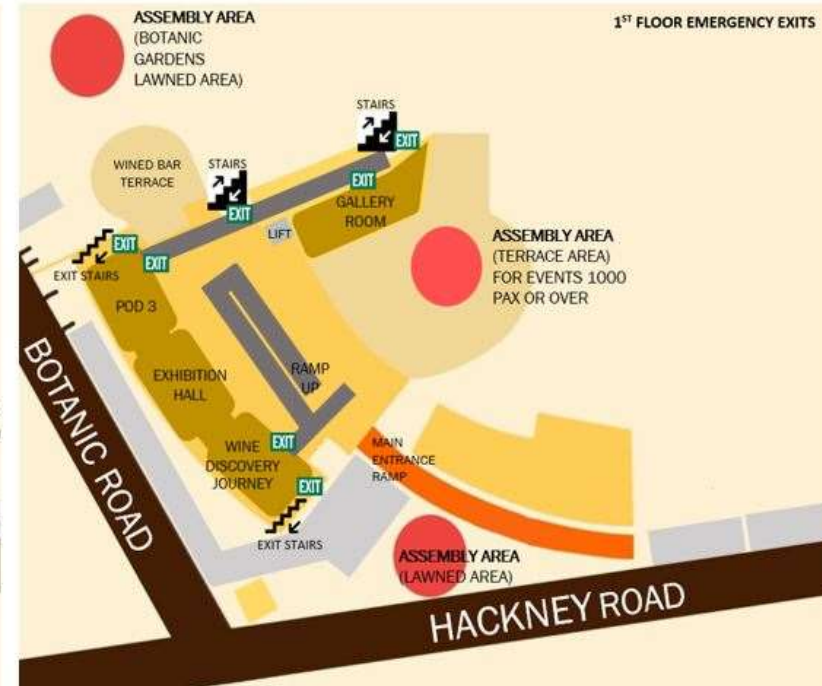 ASSEMBLY AREA
(BOTANIC
GARDENS
LAWNED AREA)
1ST FLOOR EMERGENCY EXITS
STAIRS
EXIT
WINED BAR
TERRACE
STAIRS
EXIT
EXIT
GALLERY
ROOM
LIFT
ASSEMBLY AREA
(TERRACE AREA)
FOR EVENTS 1000
PAX OR OVER
EXIT
EXIT
EXIT STAIRS
POD 3
EXHIBITION
HALL
RAMP
UP
WINE
DISCOVERY
JOURNEY
EXIT
MAIN
ENTRANCE
RAMP
EXIT
EXIT STAIRS
ASSEMBLY AREA
(LAWNED AREA)
BOTANIC ROAD
HACKNEY ROAD